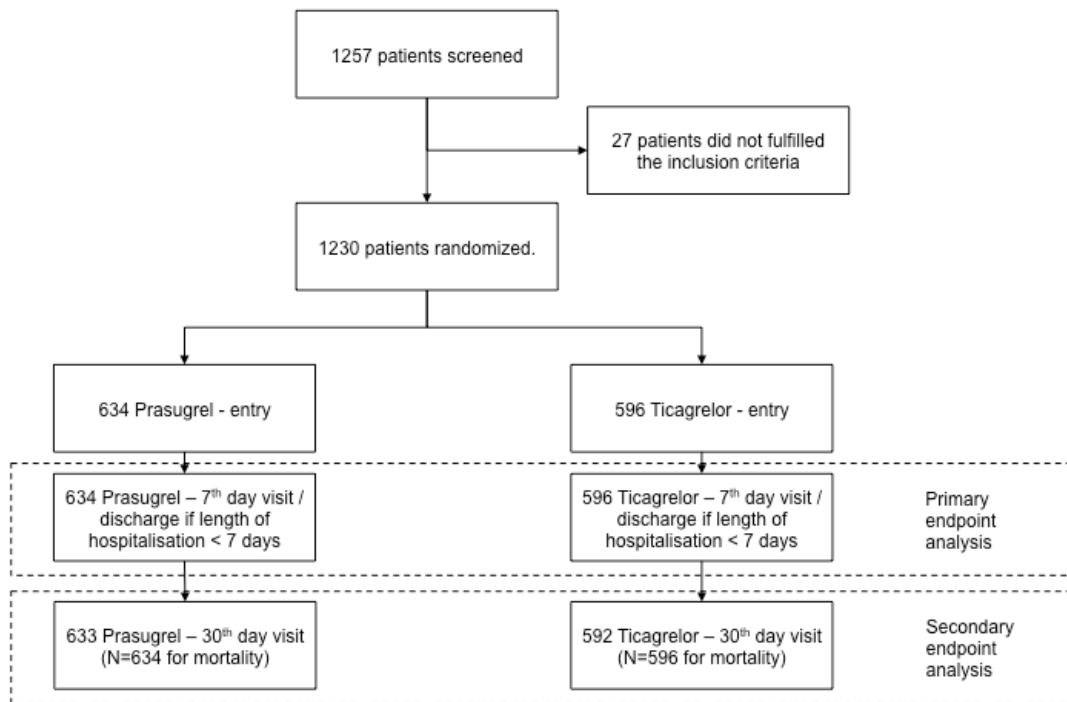 1257 patients screened
27 patients did not fulfilled
the inclusion criteria
1230 patients randomized.
634 Prasugrel - entry
596 Ticagrelor - entry
634 Prasugrel – 7th day visit /
discharge if length of
hospitalisation < 7 days
596 Ticagrelor – 7th day visit /
discharge if length of
hospitalisation < 7 days
Primary
endpoint
analysis
633 Prasugrel – 30th day visit
(N=634 for mortality)
592 Ticagrelor – 30th day visit
(N=596 for mortality)
Secondary
endpoint
analysis